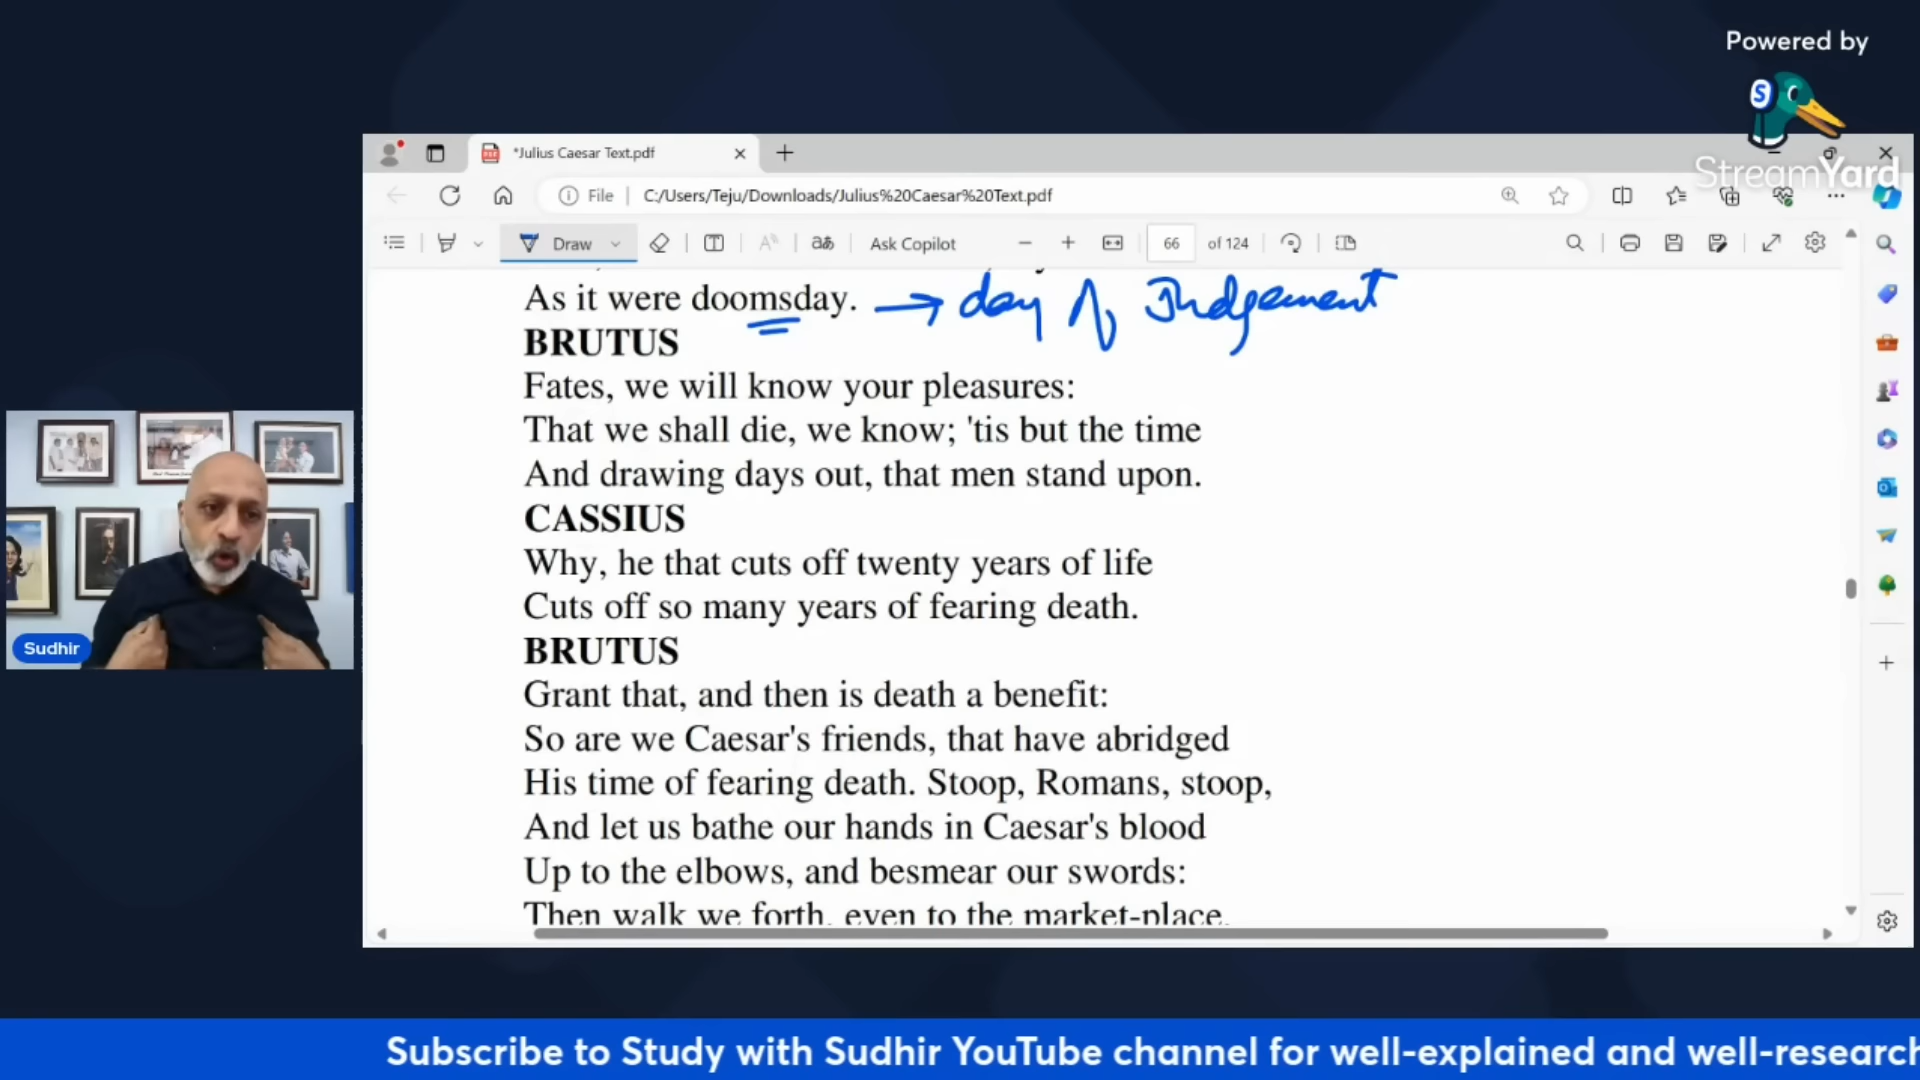 Powered by
StreamYard
*Julius Caesar Text.pdf
File
C:/Users/Teju/Downloads/Julius%20Caesar%20Text.pdf
Draw
aあ
Ask Copilot
66
of 124
As it were doomsday. → day of Judgement
BRUTUS
Fates, we will know your pleasures:
That we shall die, we know; 'tis but the time
And drawing days out, that men stand upon.
CASSIUS
Why, he that cuts off twenty years of life
Cuts off so many years of fearing death.
BRUTUS
Grant that, and then is death a benefit:
So are we Caesar's friends, that have abridged
His time of fearing death. Stoop, Romans, stoop,
And let us bathe our hands in Caesar's blood
Up to the elbows, and besmear our swords:
Then walk we forth, even to the market-place,
Sudhir
Subscribe to Study with Sudhir YouTube channel for well-explained and well-research